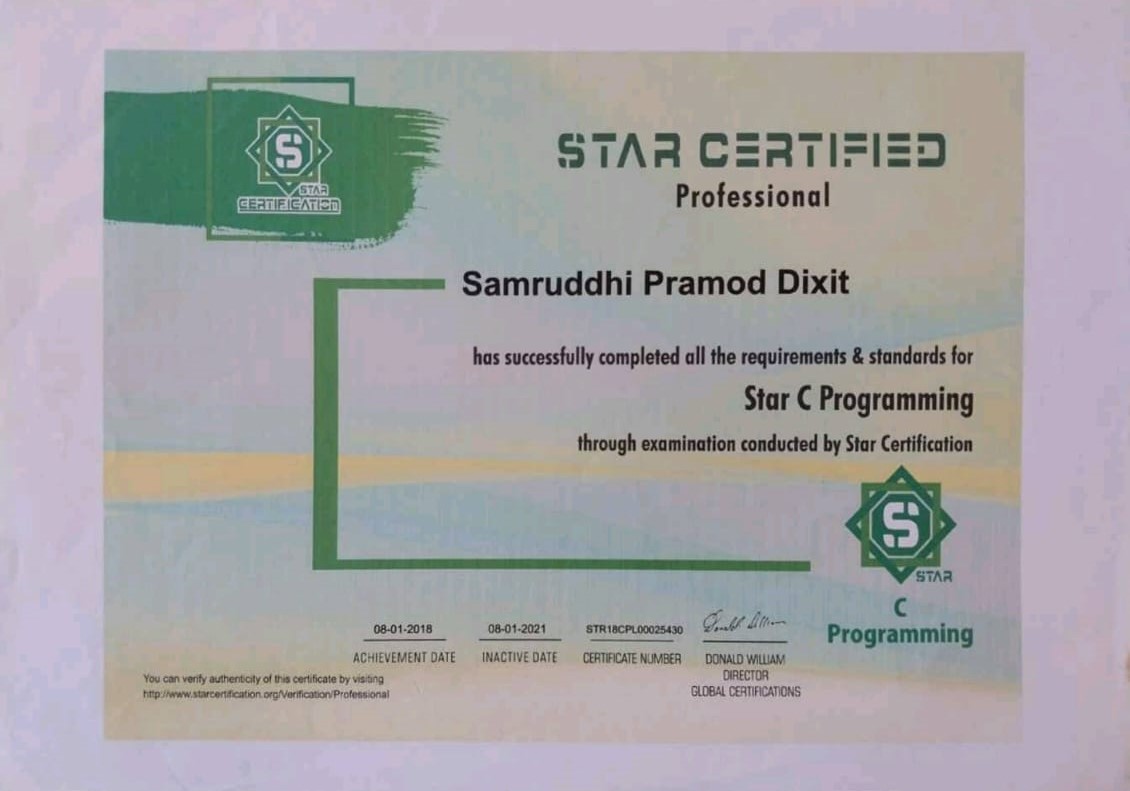 STAR
CERTIFICATION
STAR CERTIFIED
Professional
Samruddhi Pramod Dixit
has successfully completed all the requirements & standards for
Star C Programming
through examination conducted by Star Certification
S
STAR
C
Programming
08-01-2018
ACHIEVEMENT DATE
08-01-2021
INACTIVE DATE
STR18CPL00025430
CERTIFICATE NUMBER
DONALD WILLIAM
DIRECTOR
GLOBAL CERTIFICATIONS
You can verify authenticity of this certificate by visiting
http://www.starcertification.org/Verification/Professional